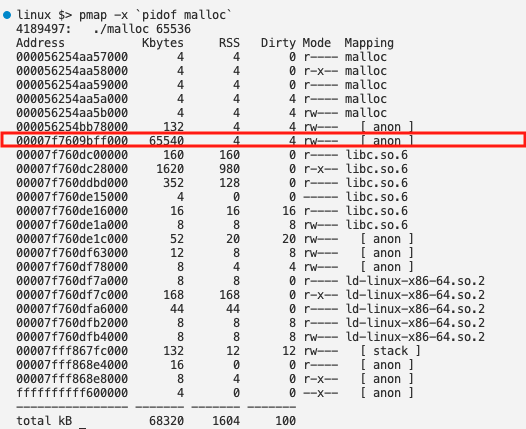 linux $> pmap -x `pidof malloc`
4189497:   ./malloc 65536
Address           Kbytes     RSS   Dirty Mode  Mapping
000056254aa57000       4       4       0 r---- malloc
000056254aa58000       4       4       0 r-x-- malloc
000056254aa59000       4       4       0 r---- malloc
000056254aa5a000       4       4       4 r---- malloc
000056254aa5b000       4       4       4 rw--- malloc
000056254bb78000     132       4       4 rw---   [ anon ]
00007f7609bff000   65540       4       4 rw---   [ anon ]
00007f760dc00000     160     160       0 r---- libc.so.6
00007f760dc28000    1620     980       0 r-x-- libc.so.6
00007f760ddbd000     352     128       0 r---- libc.so.6
00007f760de15000       4       0       0 ----- libc.so.6
00007f760de16000      16      16      16 r---- libc.so.6
00007f760de1a000       8       8       8 rw--- libc.so.6
00007f760de1c000      52      20      20 rw---   [ anon ]
00007f760df63000      12       8       8 rw---   [ anon ]
00007f760df78000       8       4       4 rw---   [ anon ]
00007f760df7a000       8       8       0 r---- ld-linux-x86-64.so.2
00007f760df7c000     168     168       0 r-x-- ld-linux-x86-64.so.2
00007f760dfa6000      44      44       0 r---- ld-linux-x86-64.so.2
00007f760dfb2000       8       8       8 r---- ld-linux-x86-64.so.2
00007f760dfb4000       8       8       8 rw--- ld-linux-x86-64.so.2
00007fff867fc000     132      12      12 rw---   [ stack ]
00007fff868e4000      16       0       0 r----   [ anon ]
00007fff868e8000       8       4       0 r-x--   [ anon ]
ffffffffff600000       4       0       0 --x--   [ anon ]
---------------- ------- ------- -------
total kB           68320    1604     100